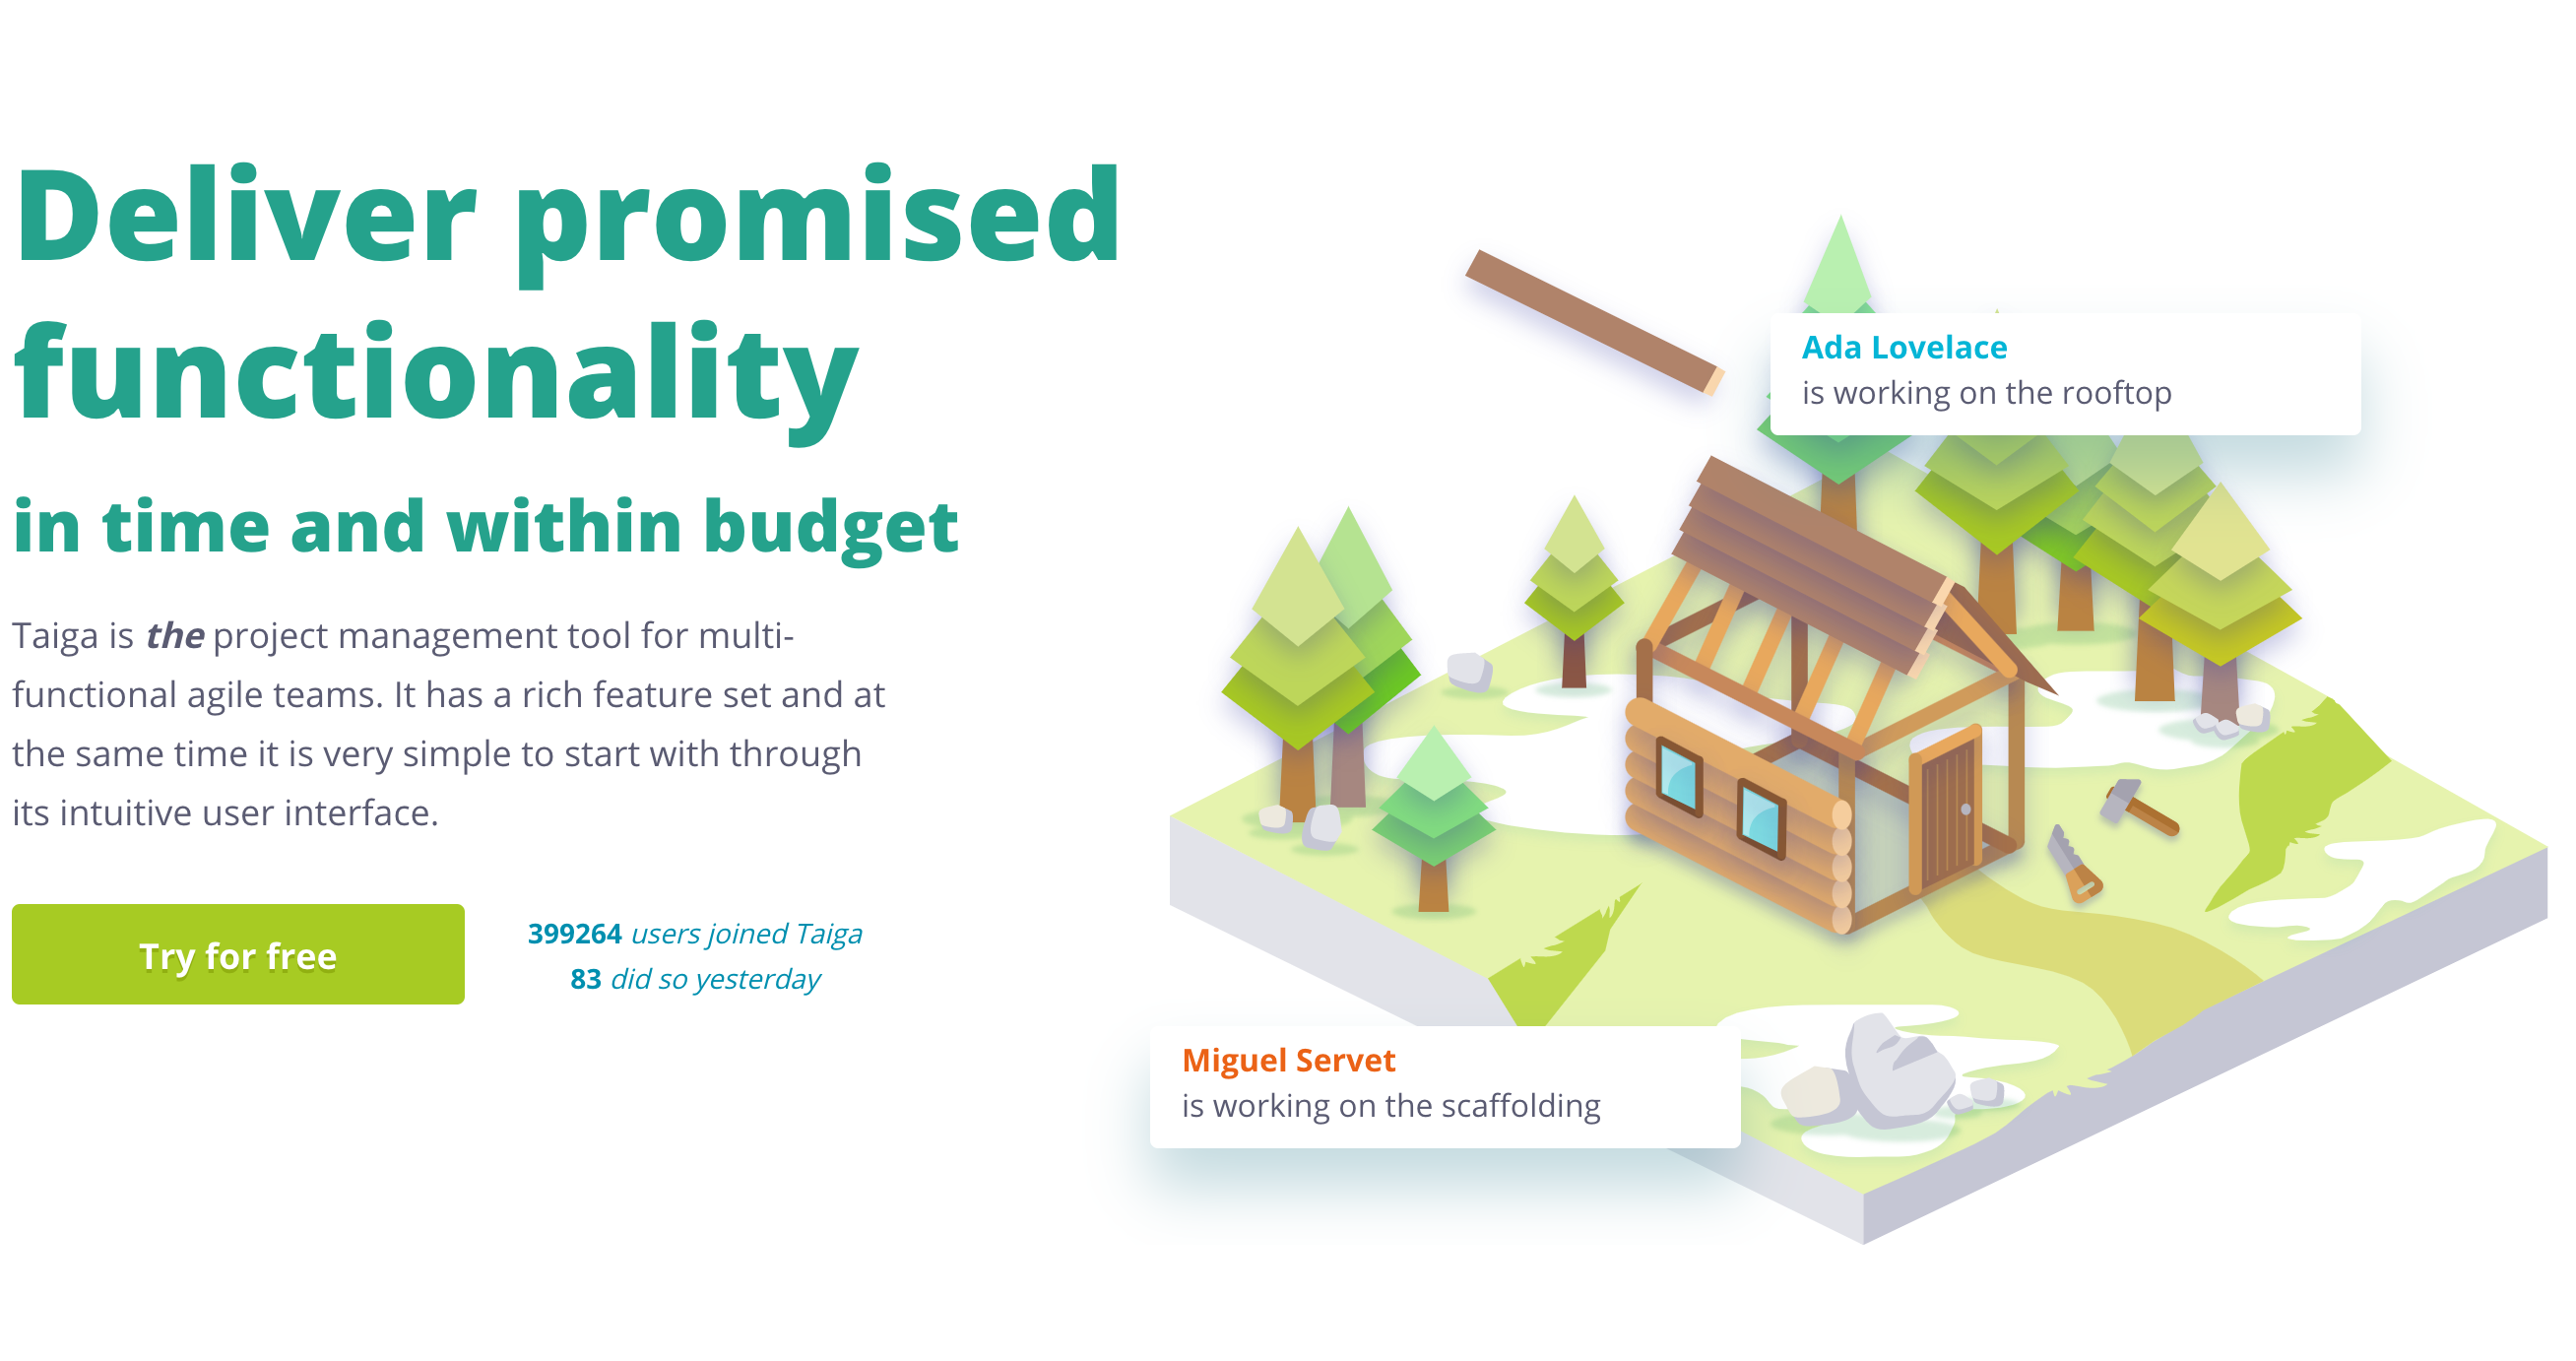 Deliver promised
functionality
in time and within budget
Taiga is the project management tool for multi-
functional agile teams. It has a rich feature set and at
the same time it is very simple to start with through
its intuitive user interface.
Try for free
399264 users joined Taiga
83 did so yesterday
Ada Lovelace
is working on the rooftop
Miguel Servet
is working on the scaffolding